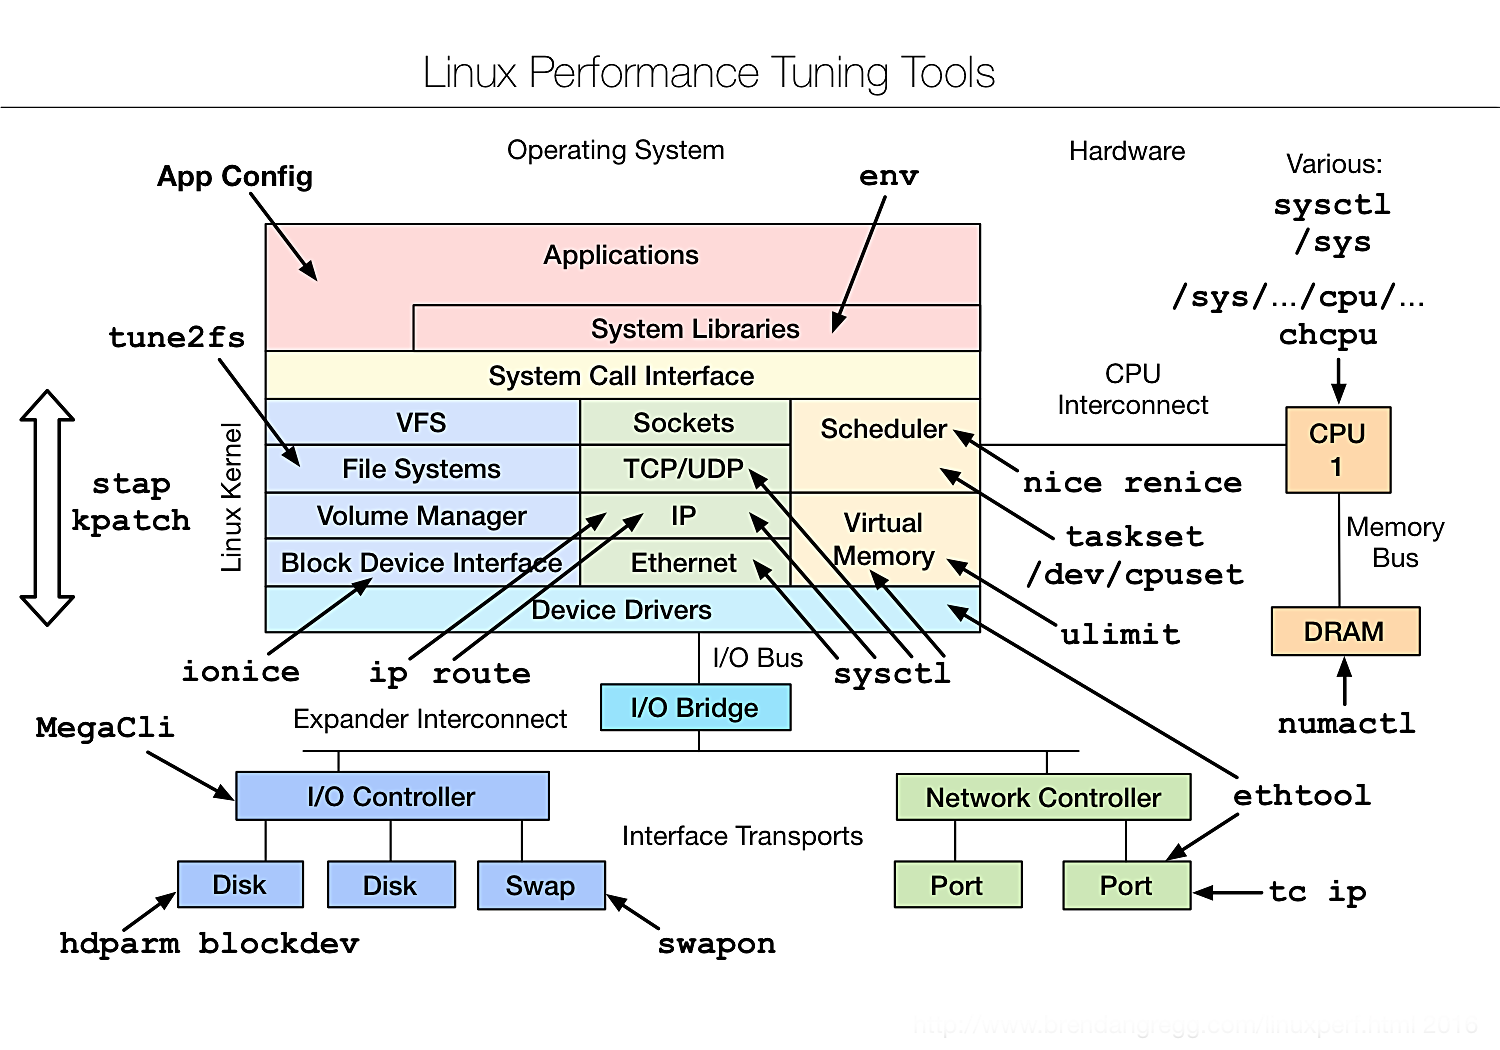 Linux Performance Tuning Tools
Operating System
Hardware
App Config
env
Various:
sysctl
/sys
/sys/.../cpu/...
chcpu
Applications
System Libraries
tune2fs
System Call Interface
CPU
Interconnect
VFS
Sockets
Scheduler
CPU
1
File Systems
TCP/UDP
nice renice
stap
kpatch
Linux Kernel
Volume Manager
IP
Virtual
Memory
taskset
/dev/cpuset
Memory
Bus
Block Device Interface
Ethernet
Device Drivers
ulimit
DRAM
ionice
ip route
I/O Bus
sysctl
I/O Bridge
Expander Interconnect
numactl
MegaCli
I/O Controller
Network Controller
ethtool
Interface Transports
Disk
Disk
Swap
Port
Port
tc ip
hdparm blockdev
swapon
http://www.brendangregg.com/linuxperf.html 2016